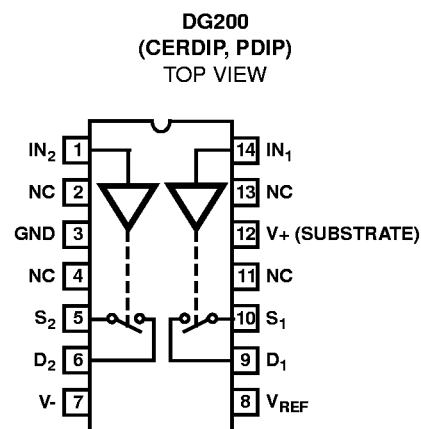 DG200
(CERDIP, PDIP)
TOP VIEW
IN2 1 14 IN1
NC 2 13 NC
GND 3 12 V+ (SUBSTRATE)
NC 4 11 NC
S2 5 10 S1
D2 6 9 D1
V- 7 8 VREF